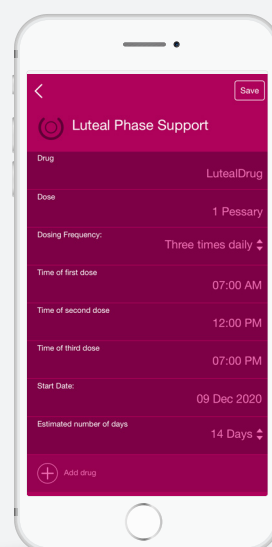 Save
Luteal Phase Support
Drug
LutealDrug
Dose
1 Pessary
Dosing Frequency:
Three times daily
Time of first dose
07:00 AM
Time of second dose
12:00 PM
Time of third dose
07:00 PM
Start Date:
09 Dec 2020
Estimated number of days
14 Days
Add drug